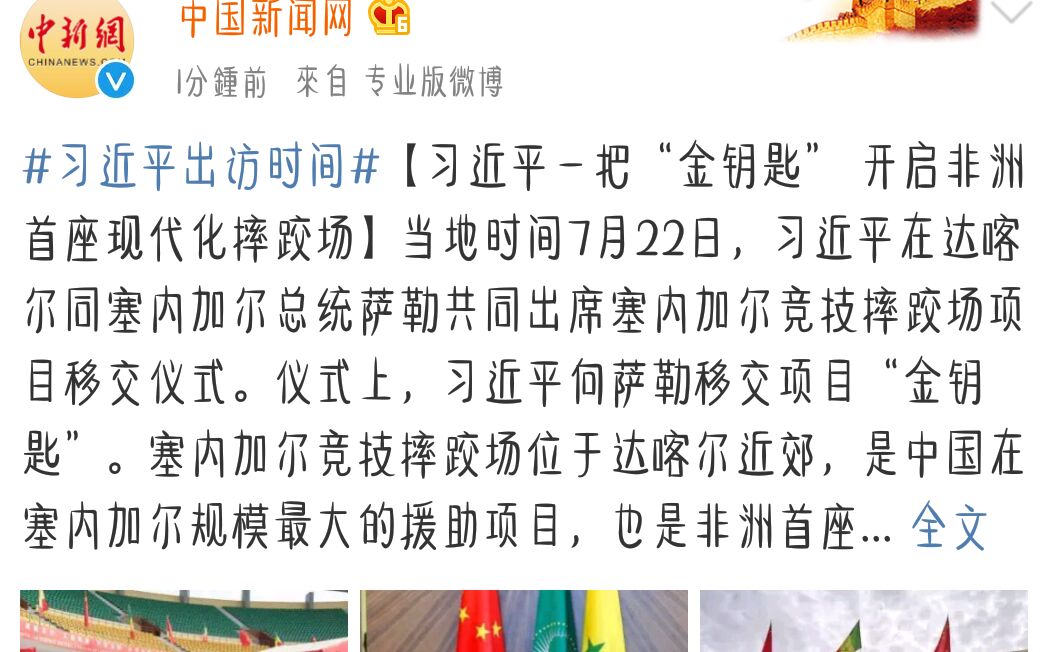 中新網
CHINANEWS.COM
中国新闻网
1分鍾前 來自 专业版微博
#习近平出访时间#【习近平一把“金钥匙” 开启非洲
首座现代化摔跤场】当地时间7月22日，习近平在达喀
尔同塞内加尔总统萨勒共同出席塞内加尔竞技摔跤场项
目移交仪式。仪式上，习近平向萨勒移交项目“金钥
匙”。塞内加尔竞技摔跤场位于达喀尔近郊，是中国在
塞内加尔规模最大的援助项目，也是非洲首座... 全文